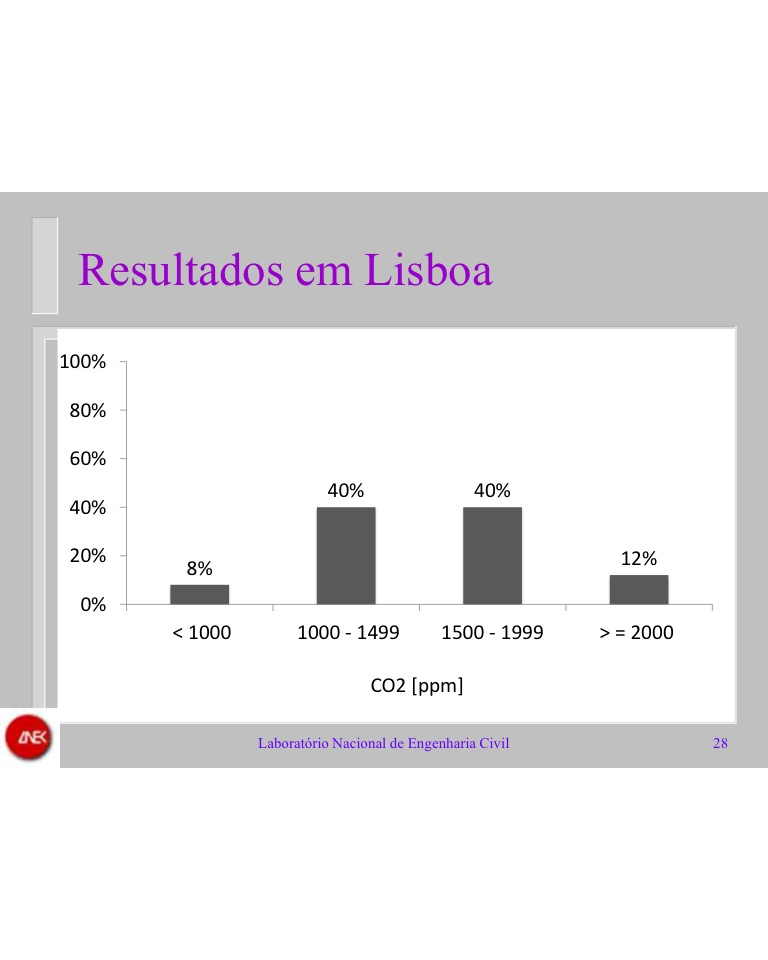 Resultados em Lisboa
100%
80%
60%
40%
20%
0%
8%
40%
40%
12%
< 1000
1000 - 1499
1500 - 1999
> = 2000
CO2 [ppm]
LNEC
Laboratório Nacional de Engenharia Civil
28